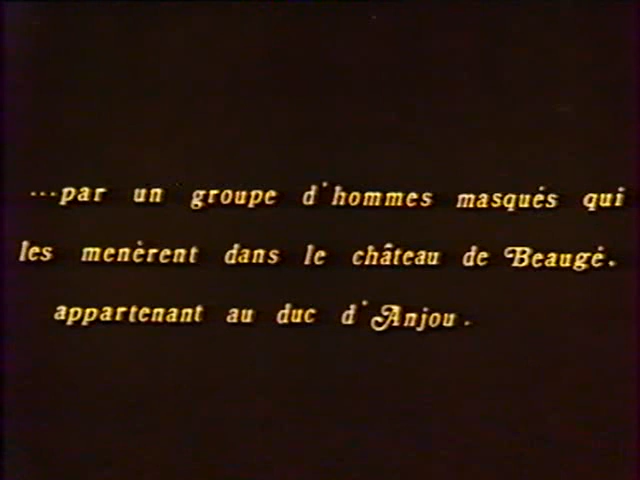 ...par un groupe d'hommes masqués qui
les menèrent dans le château de Beaugé.
appartenant au duc d'Anjou.